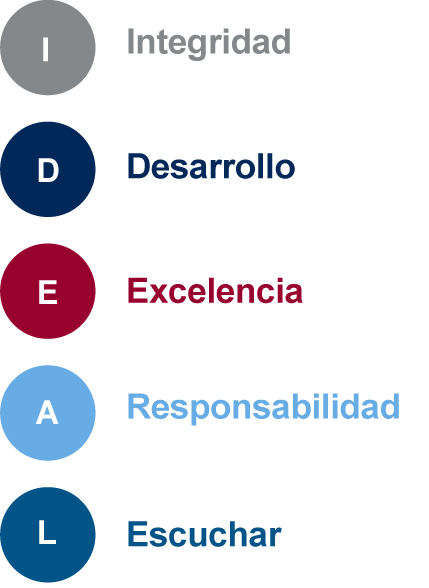 I Integridad
D Desarrollo
E Excelencia
A Responsabilidad
L Escuchar